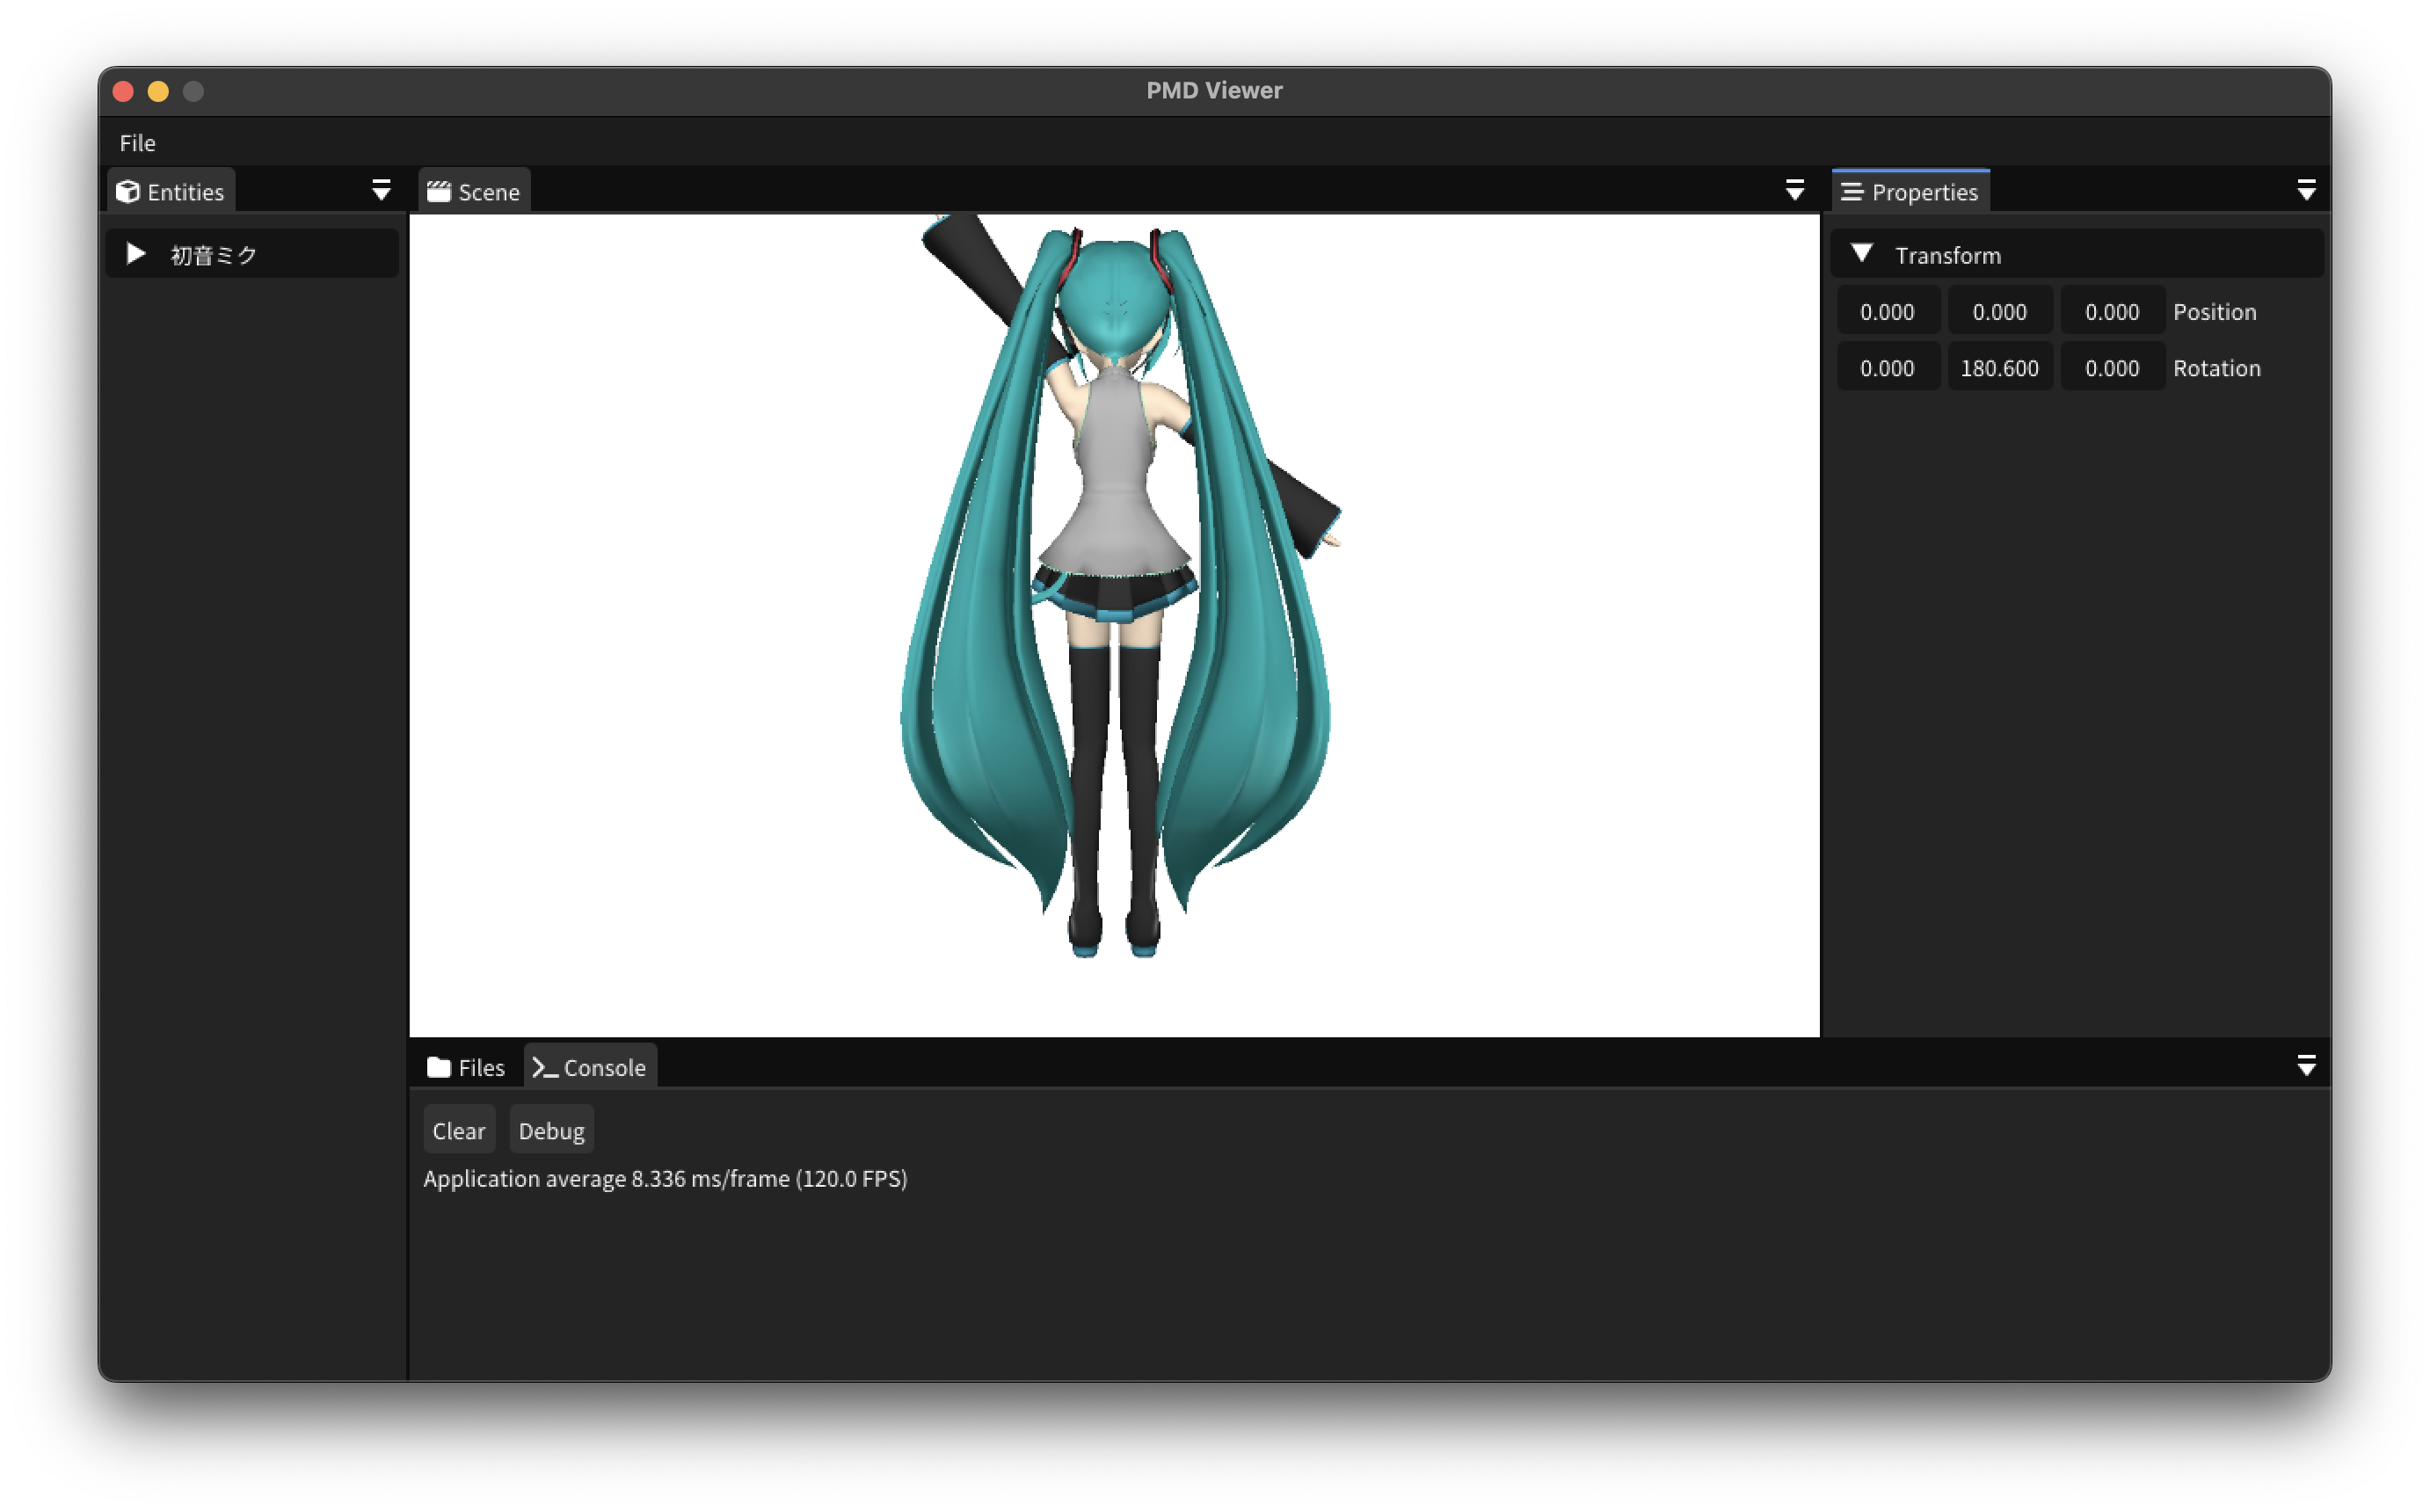 PMD Viewer
File
Entities
Scene
Properties
初音ミク
Transform
0.000 0.000 0.000 Position
0.000 180.600 0.000 Rotation
Files
Console
Clear
Debug
Application average 8.336 ms/frame (120.0 FPS)